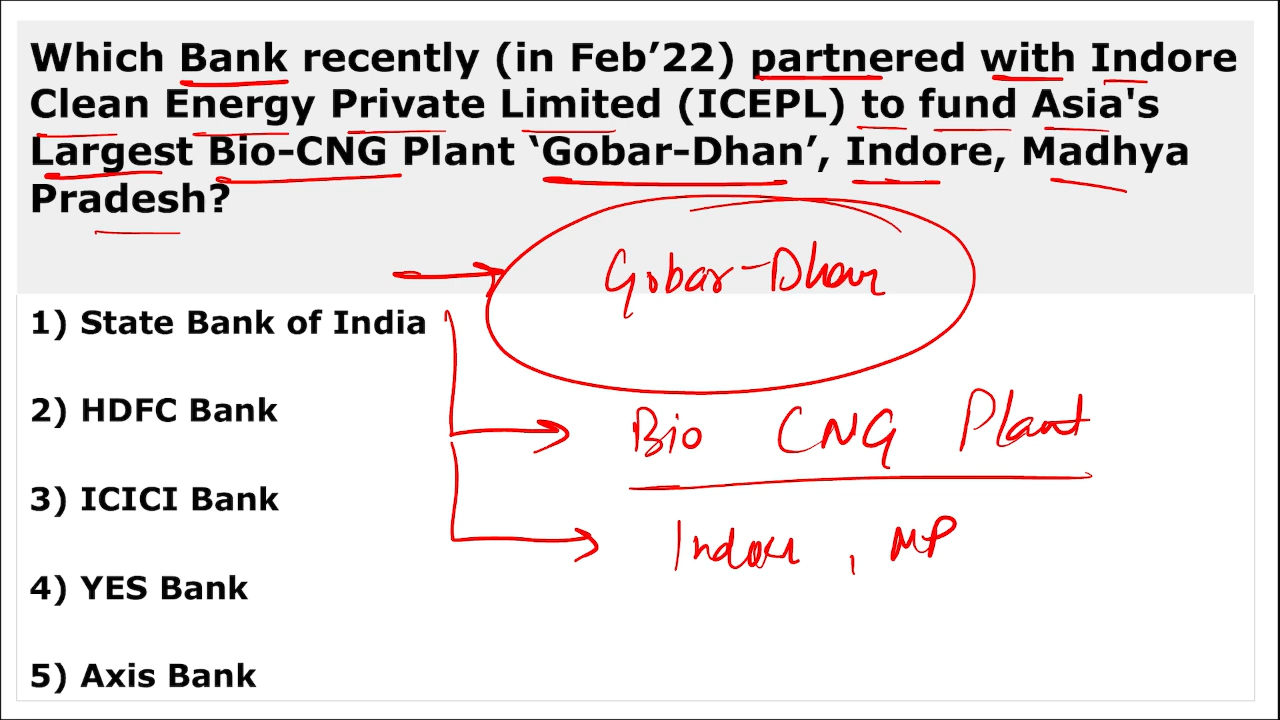 Which Bank recently (in Feb’22) partnered with Indore
Clean Energy Private Limited (ICEPL) to fund Asia's
Largest Bio-CNG Plant ‘Gobar-Dhan’, Indore, Madhya
Pradesh?
Gobar-Dhan
1) State Bank of India
2) HDFC Bank
Bio CNG Plant
3) ICICI Bank
Indore, MP
4) YES Bank
5) Axis Bank